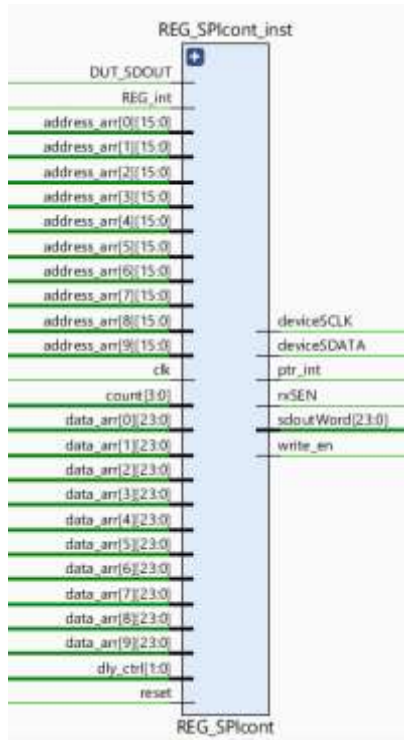 REG_SPIcont_inst
DUT_SDOUT
REG_int
address_arr[0][15:0]
address_arr[1][15:0]
address_arr[2][15:0]
address_arr[3][15:0]
address_arr[4][15:0]
address_arr[5][15:0]
address_arr[6][15:0]
address_arr[7][15:0]
address_arr[8][15:0]
address_arr[9][15:0]
clk
count[3:0]
data_arr[0][23:0]
data_arr[1][23:0]
data_arr[2][23:0]
data_arr[3][23:0]
data_arr[4][23:0]
data_arr[5][23:0]
data_arr[6][23:0]
data_arr[7][23:0]
data_arr[8][23:0]
data_arr[9][23:0]
dly_ctrl[1:0]
reset
deviceSCLK
deviceSDATA
ptr_int
rxSEN
sdoutWord[23:0]
write_en
REG_SPIcont